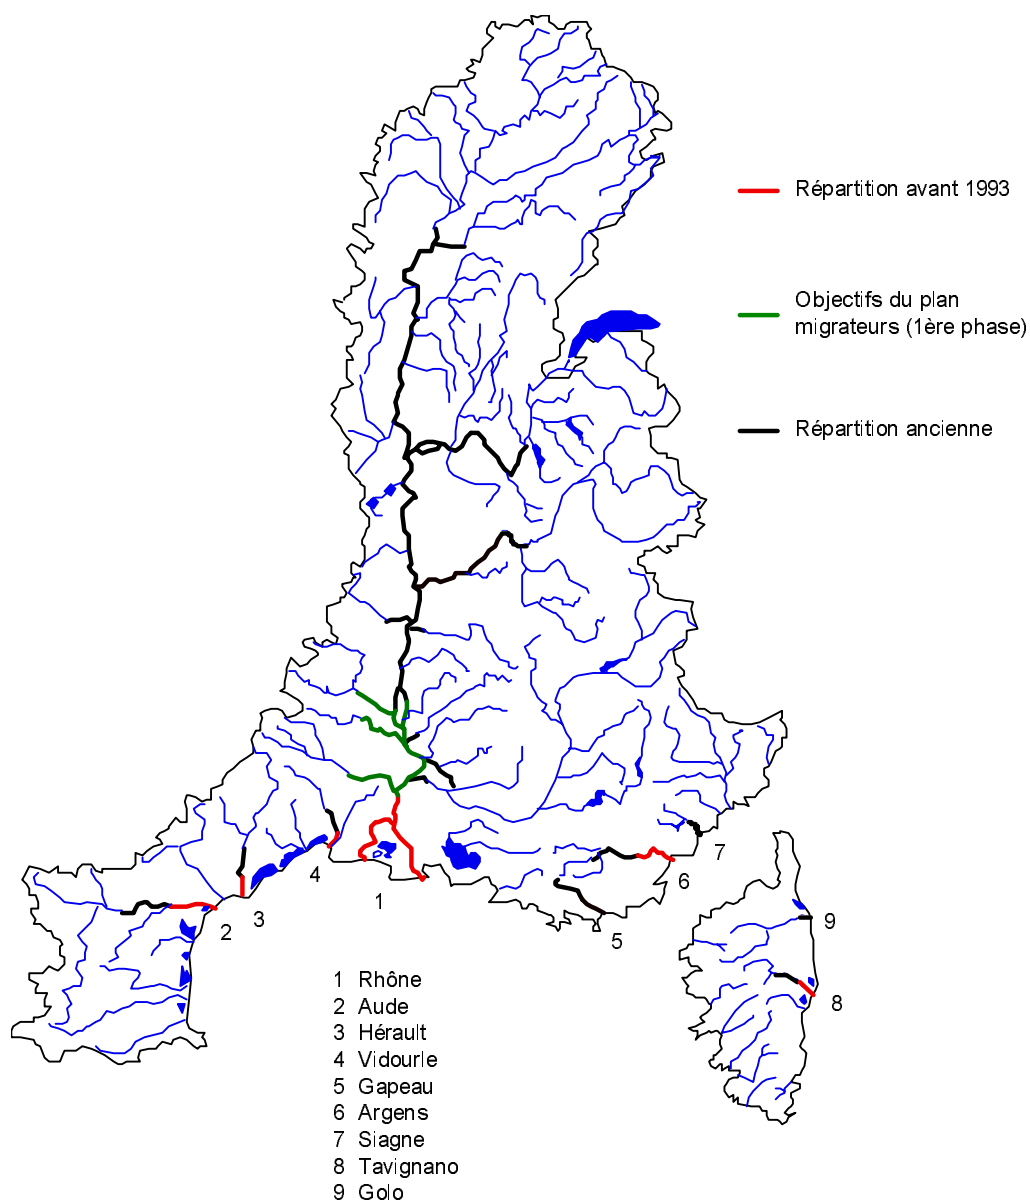 Répartition avant 1993
Objectifs du plan
migrateurs (1ère phase)
Répartition ancienne
7
4
6
1
3
2
5
9
8
1 Rhône
2 Aude
3 Hérault
4 Vidourle
5 Gapeau
6 Argens
7 Siagne
8 Tavignano
9 Golo